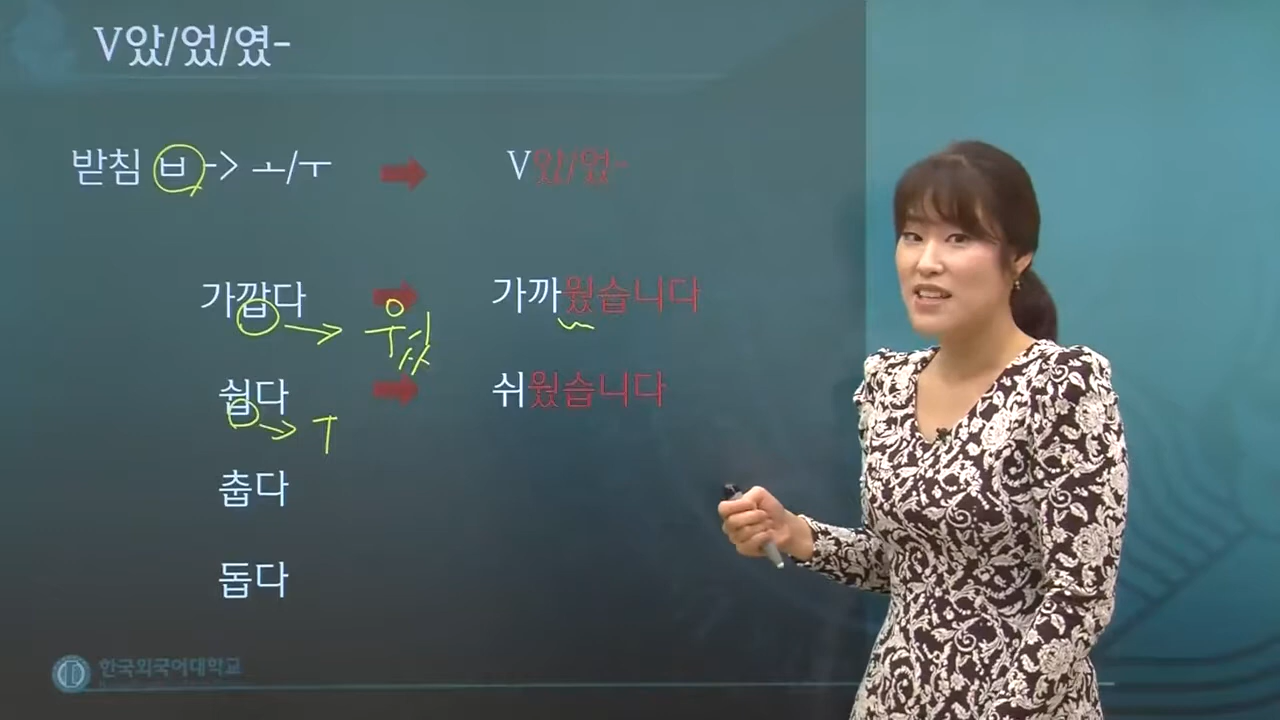 V았/었/였-
받침 ㅂ-> ㅗ/ㅜ V았/었-
가깝다 가까웠습니다
웠
쉽다 쉬웠습니다
ㅜ
춥다
돕다
한국외국어대학교